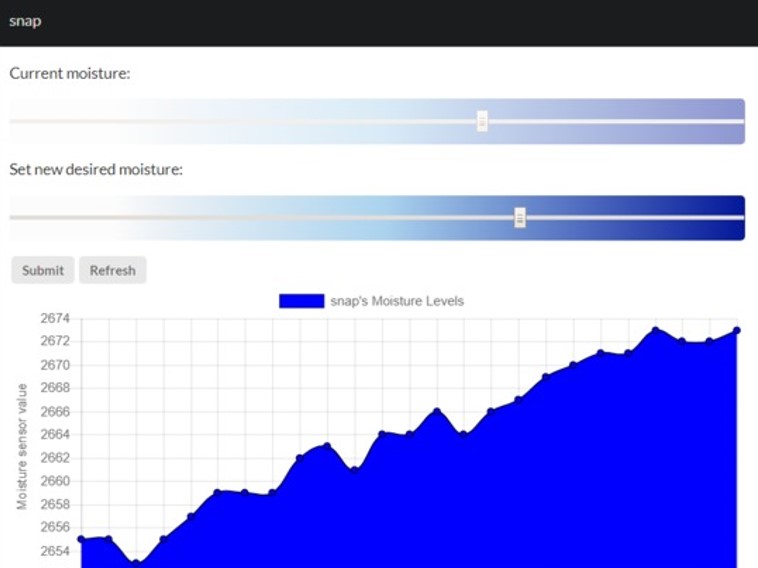 snap
Current moisture:
Set new desired moisture:
Submit Refresh
snap's Moisture Levels
Moisture sensor value
2674
2672
2670
2668
2666
2664
2662
2660
2658
2656
2654